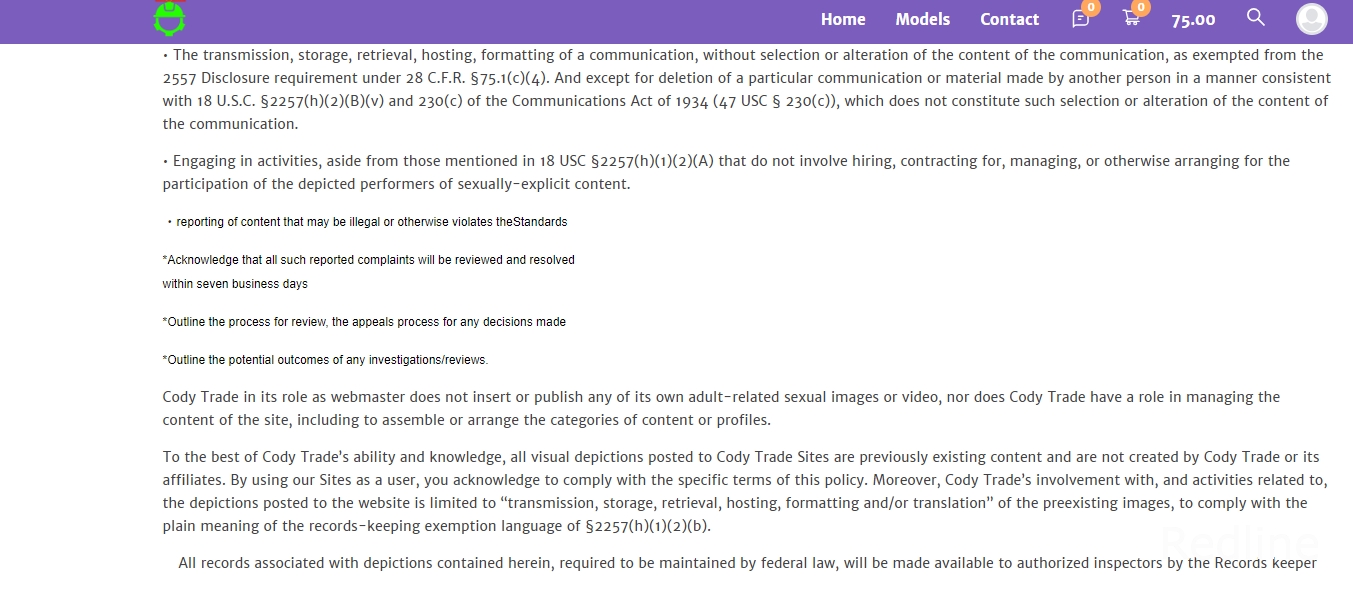 Home Models Contact 0 0 75.00
• The transmission, storage, retrieval, hosting, formatting of a communication, without selection or alteration of the content of the communication, as exempted from the
2557 Disclosure requirement under 28 C.F.R. §75.1(c)(4). And except for deletion of a particular communication or material made by another person in a manner consistent
with 18 U.S.C. §2257(h)(2)(B)(v) and 230(c) of the Communications Act of 1934 (47 USC § 230(c)), which does not constitute such selection or alteration of the content of
the communication.
• Engaging in activities, aside from those mentioned in 18 USC §2257(h)(1)(2)(A) that do not involve hiring, contracting for, managing, or otherwise arranging for the
participation of the depicted performers of sexually-explicit content.
• reporting of content that may be illegal or otherwise violates theStandards
*Acknowledge that all such reported complaints will be reviewed and resolved
within seven business days
*Outline the process for review, the appeals process for any decisions made
*Outline the potential outcomes of any investigations/reviews.
Cody Trade in its role as webmaster does not insert or publish any of its own adult-related sexual images or video, nor does Cody Trade have a role in managing the
content of the site, including to assemble or arrange the categories of content or profiles.
To the best of Cody Trade's ability and knowledge, all visual depictions posted to Cody Trade Sites are previously existing content and are not created by Cody Trade or its
affiliates. By using our Sites as a user, you acknowledge to comply with the specific terms of this policy. Moreover, Cody Trade's involvement with, and activities related to,
the depictions posted to the website is limited to “transmission, storage, retrieval, hosting, formatting and/or translation” of the preexisting images, to comply with the
plain meaning of the records-keeping exemption language of §2257(h)(1)(2)(b).
Redline
All records associated with depictions contained herein, required to be maintained by federal law, will be made available to authorized inspectors by the Records keeper